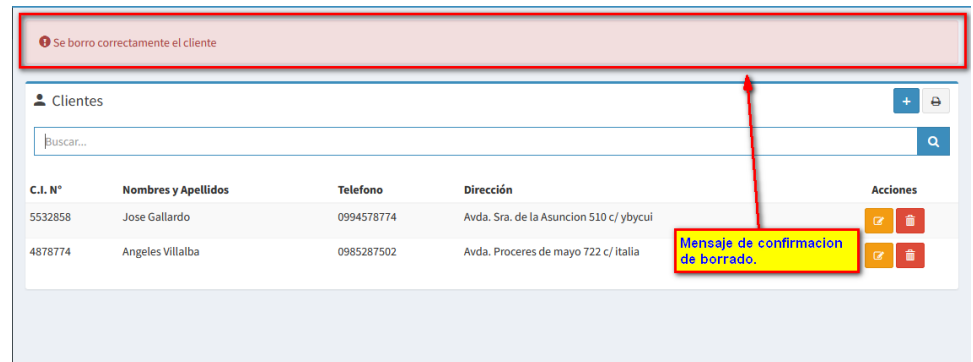 Se borro correctamente el cliente
Clientes
Buscar...
C.I. N° Nombres y Apellidos Telefono Dirección Acciones
5532858 Jose Gallardo 0994578774 Avda. Sra. de la Asuncion 510 c/ ybycui
4878774 Angeles Villalba 0985287502 Avda. Proceres de mayo 722 c/ italia
Mensaje de confirmacion
de borrado.